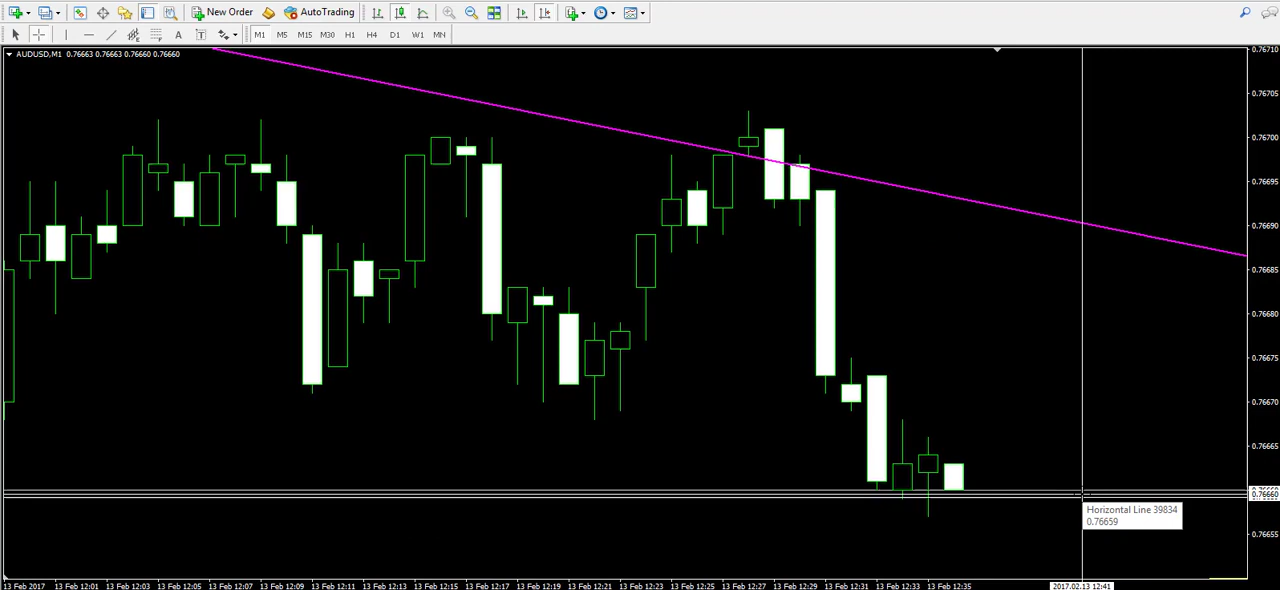 New Order AutoTrading
A T M1 M5 M15 M30 H1 H4 D1 W1 MN
AUDUSD,M1 0.76663 0.76663 0.76660 0.76660
0.76710
0.76705
0.76700
0.76695
0.76690
0.76685
0.76680
0.76675
0.76670
0.76665
0.76660
0.76655
Horizontal Line 39834
0.76659
13 Feb 2017 13 Feb 12:01 13 Feb 12:03 13 Feb 12:05 13 Feb 12:07 13 Feb 12:09 13 Feb 12:11 13 Feb 12:13 13 Feb 12:15 13 Feb 12:17 13 Feb 12:19 13 Feb 12:21 13 Feb 12:23 13 Feb 12:25 13 Feb 12:27 13 Feb 12:29 13 Feb 12:31 13 Feb 12:33 13 Feb 12:35 2017.02.13 12:41